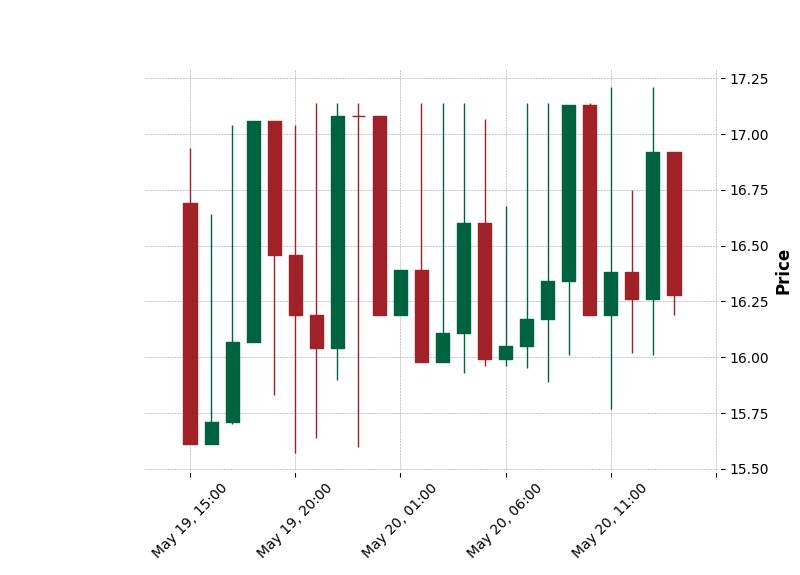 17.25
17.00
16.75
16.50
16.25
16.00
15.75
15.50
Price
May 19, 15:00
May 19, 20:00
May 20, 01:00
May 20, 06:00
May 20, 11:00